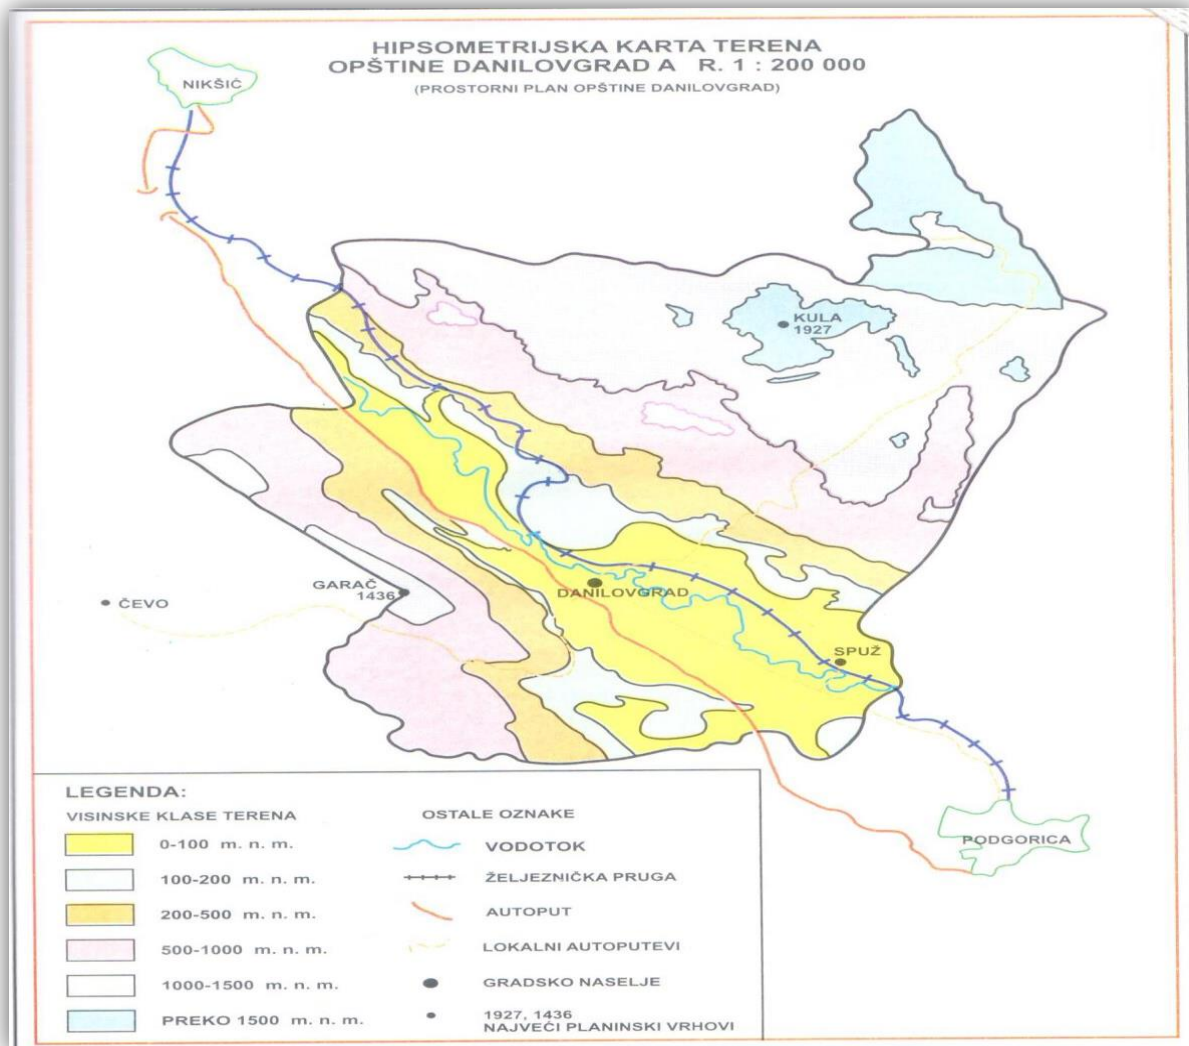 HIPSOMETRIJSKA KARTA TERENA
OPŠTINE DANILOVGRAD A R. 1 : 200 000
(PROSTORNI PLAN OPŠTINE DANILOVGRAD)
NIKŠIĆ
KULA
1927
GARAČ
1436
ČEVO
DANILOVGRAD
SPUŽ
PODGORICA
LEGENDA:
VISINSKE KLASE TERENA
0-100 m. n. m.
100-200 m. n. m.
200-500 m. n. m.
500-1000 m. n. m.
1000-1500 m. n. m.
PREKO 1500 m. n. m.
OSTALE OZNAKE
VODOTOK
ŽELJEZNIČKA PRUGA
AUTOPUT
LOKALNI AUTOPUTEVI
GRADSKO NASELJE
1927, 1436
NAJVEĆI PLANINSKI VRHOVI